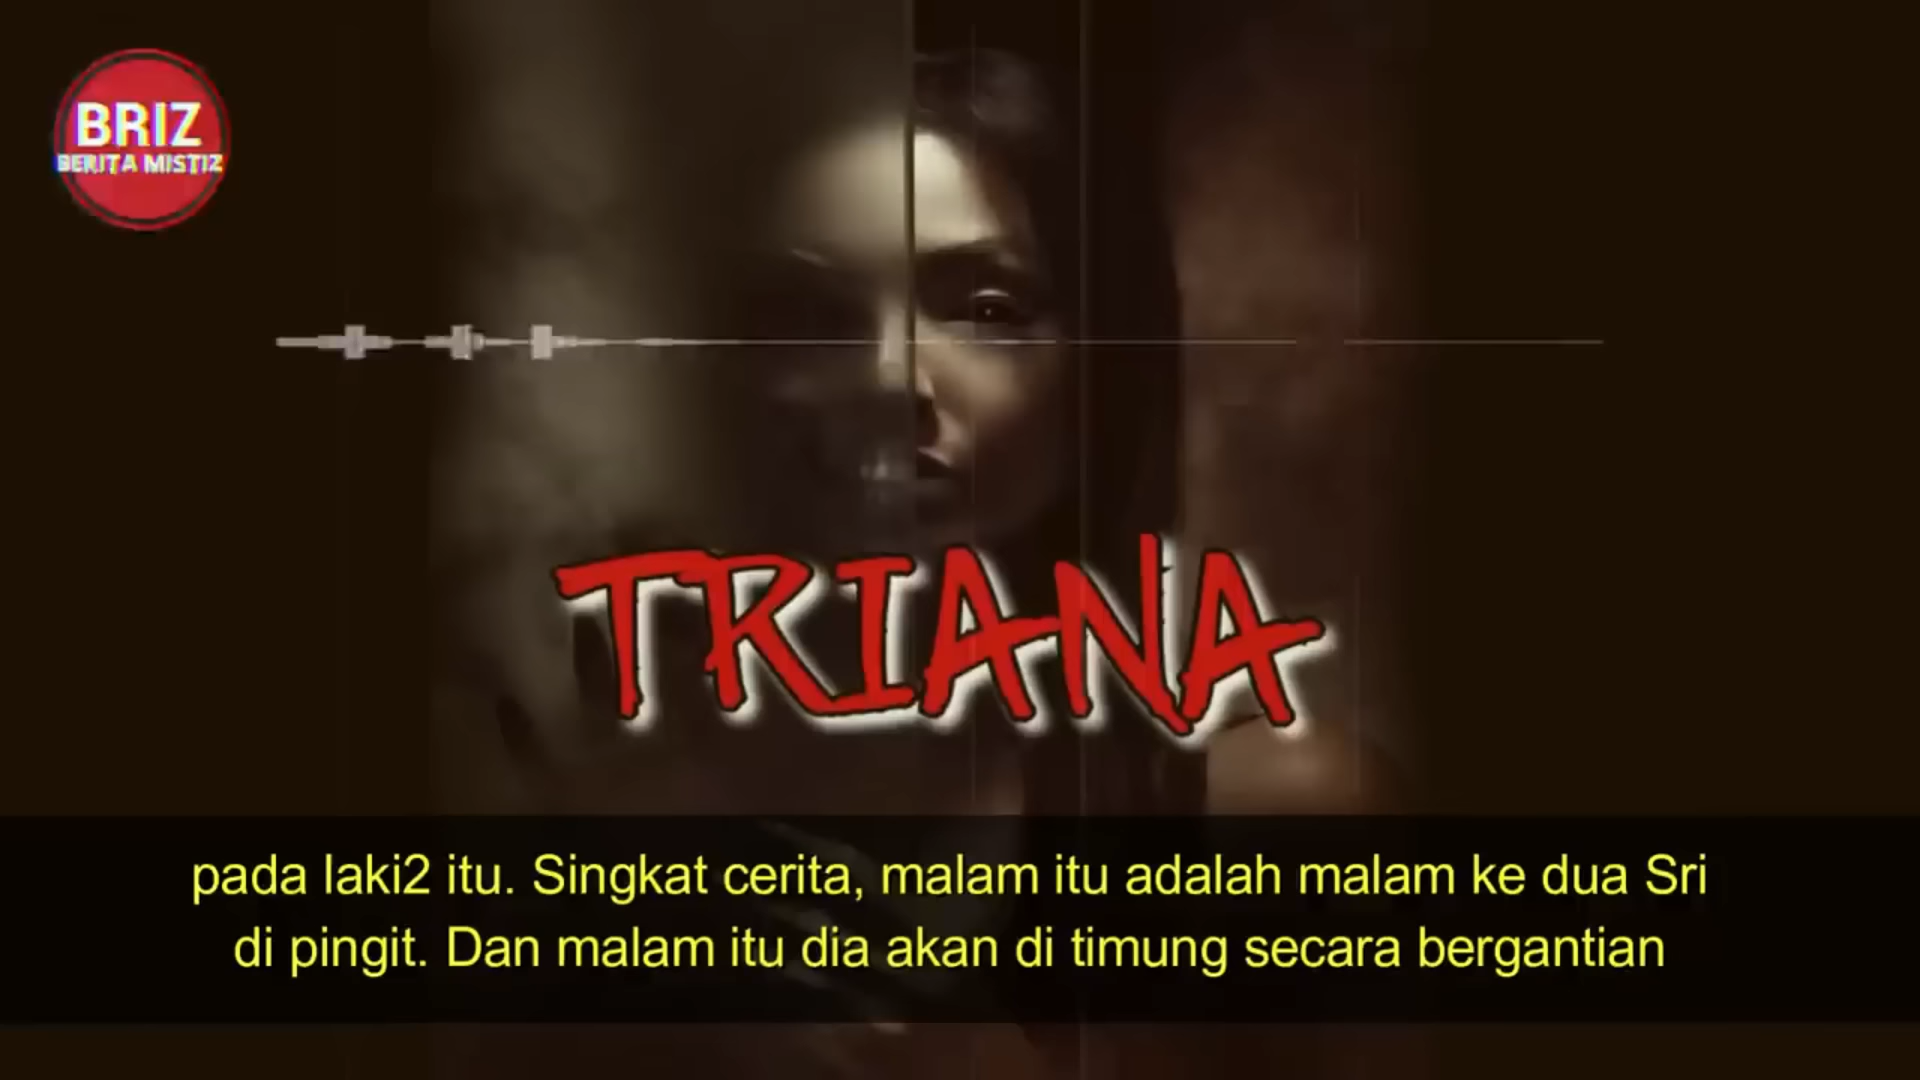 BRIZ
BERITA MISTIZ
TRIANA
pada laki2 itu. Singkat cerita, malam itu adalah malam ke dua Sri
di pingit. Dan malam itu dia akan di timung secara bergantian